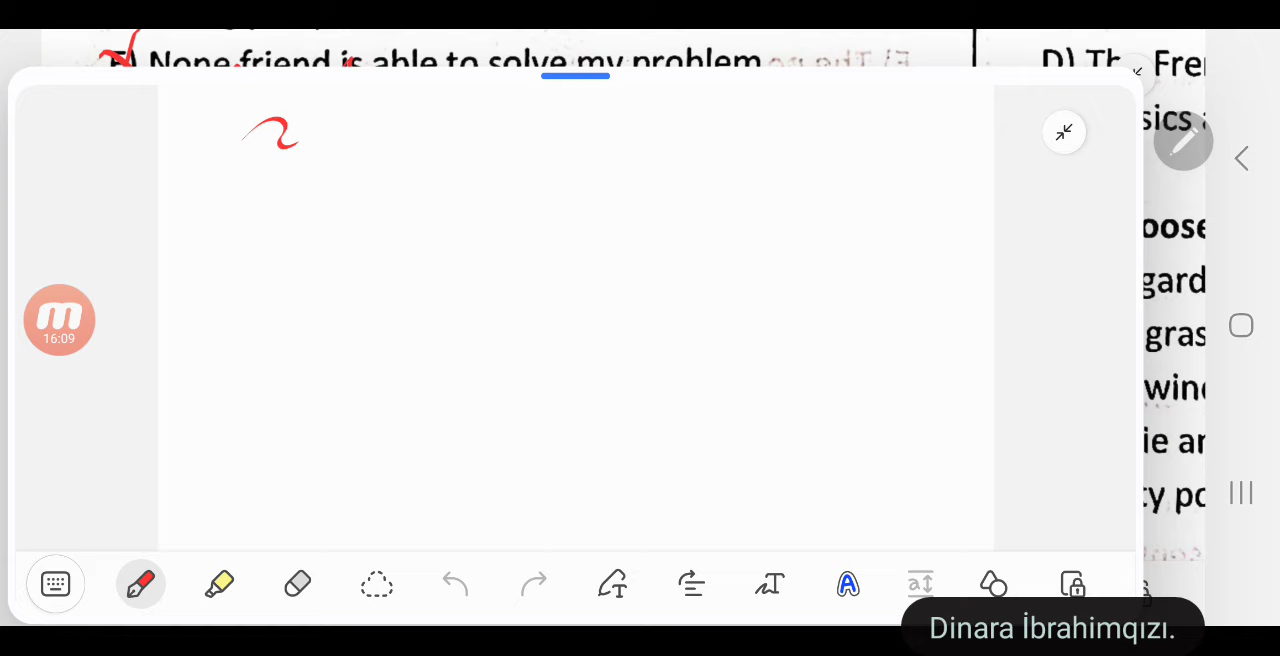 E) None friend is able to solve my problem
D) Th Fre
sics
oose
gard
gras
wind
ie ar
ty po
16:09
Dinara İbrahimqızı.